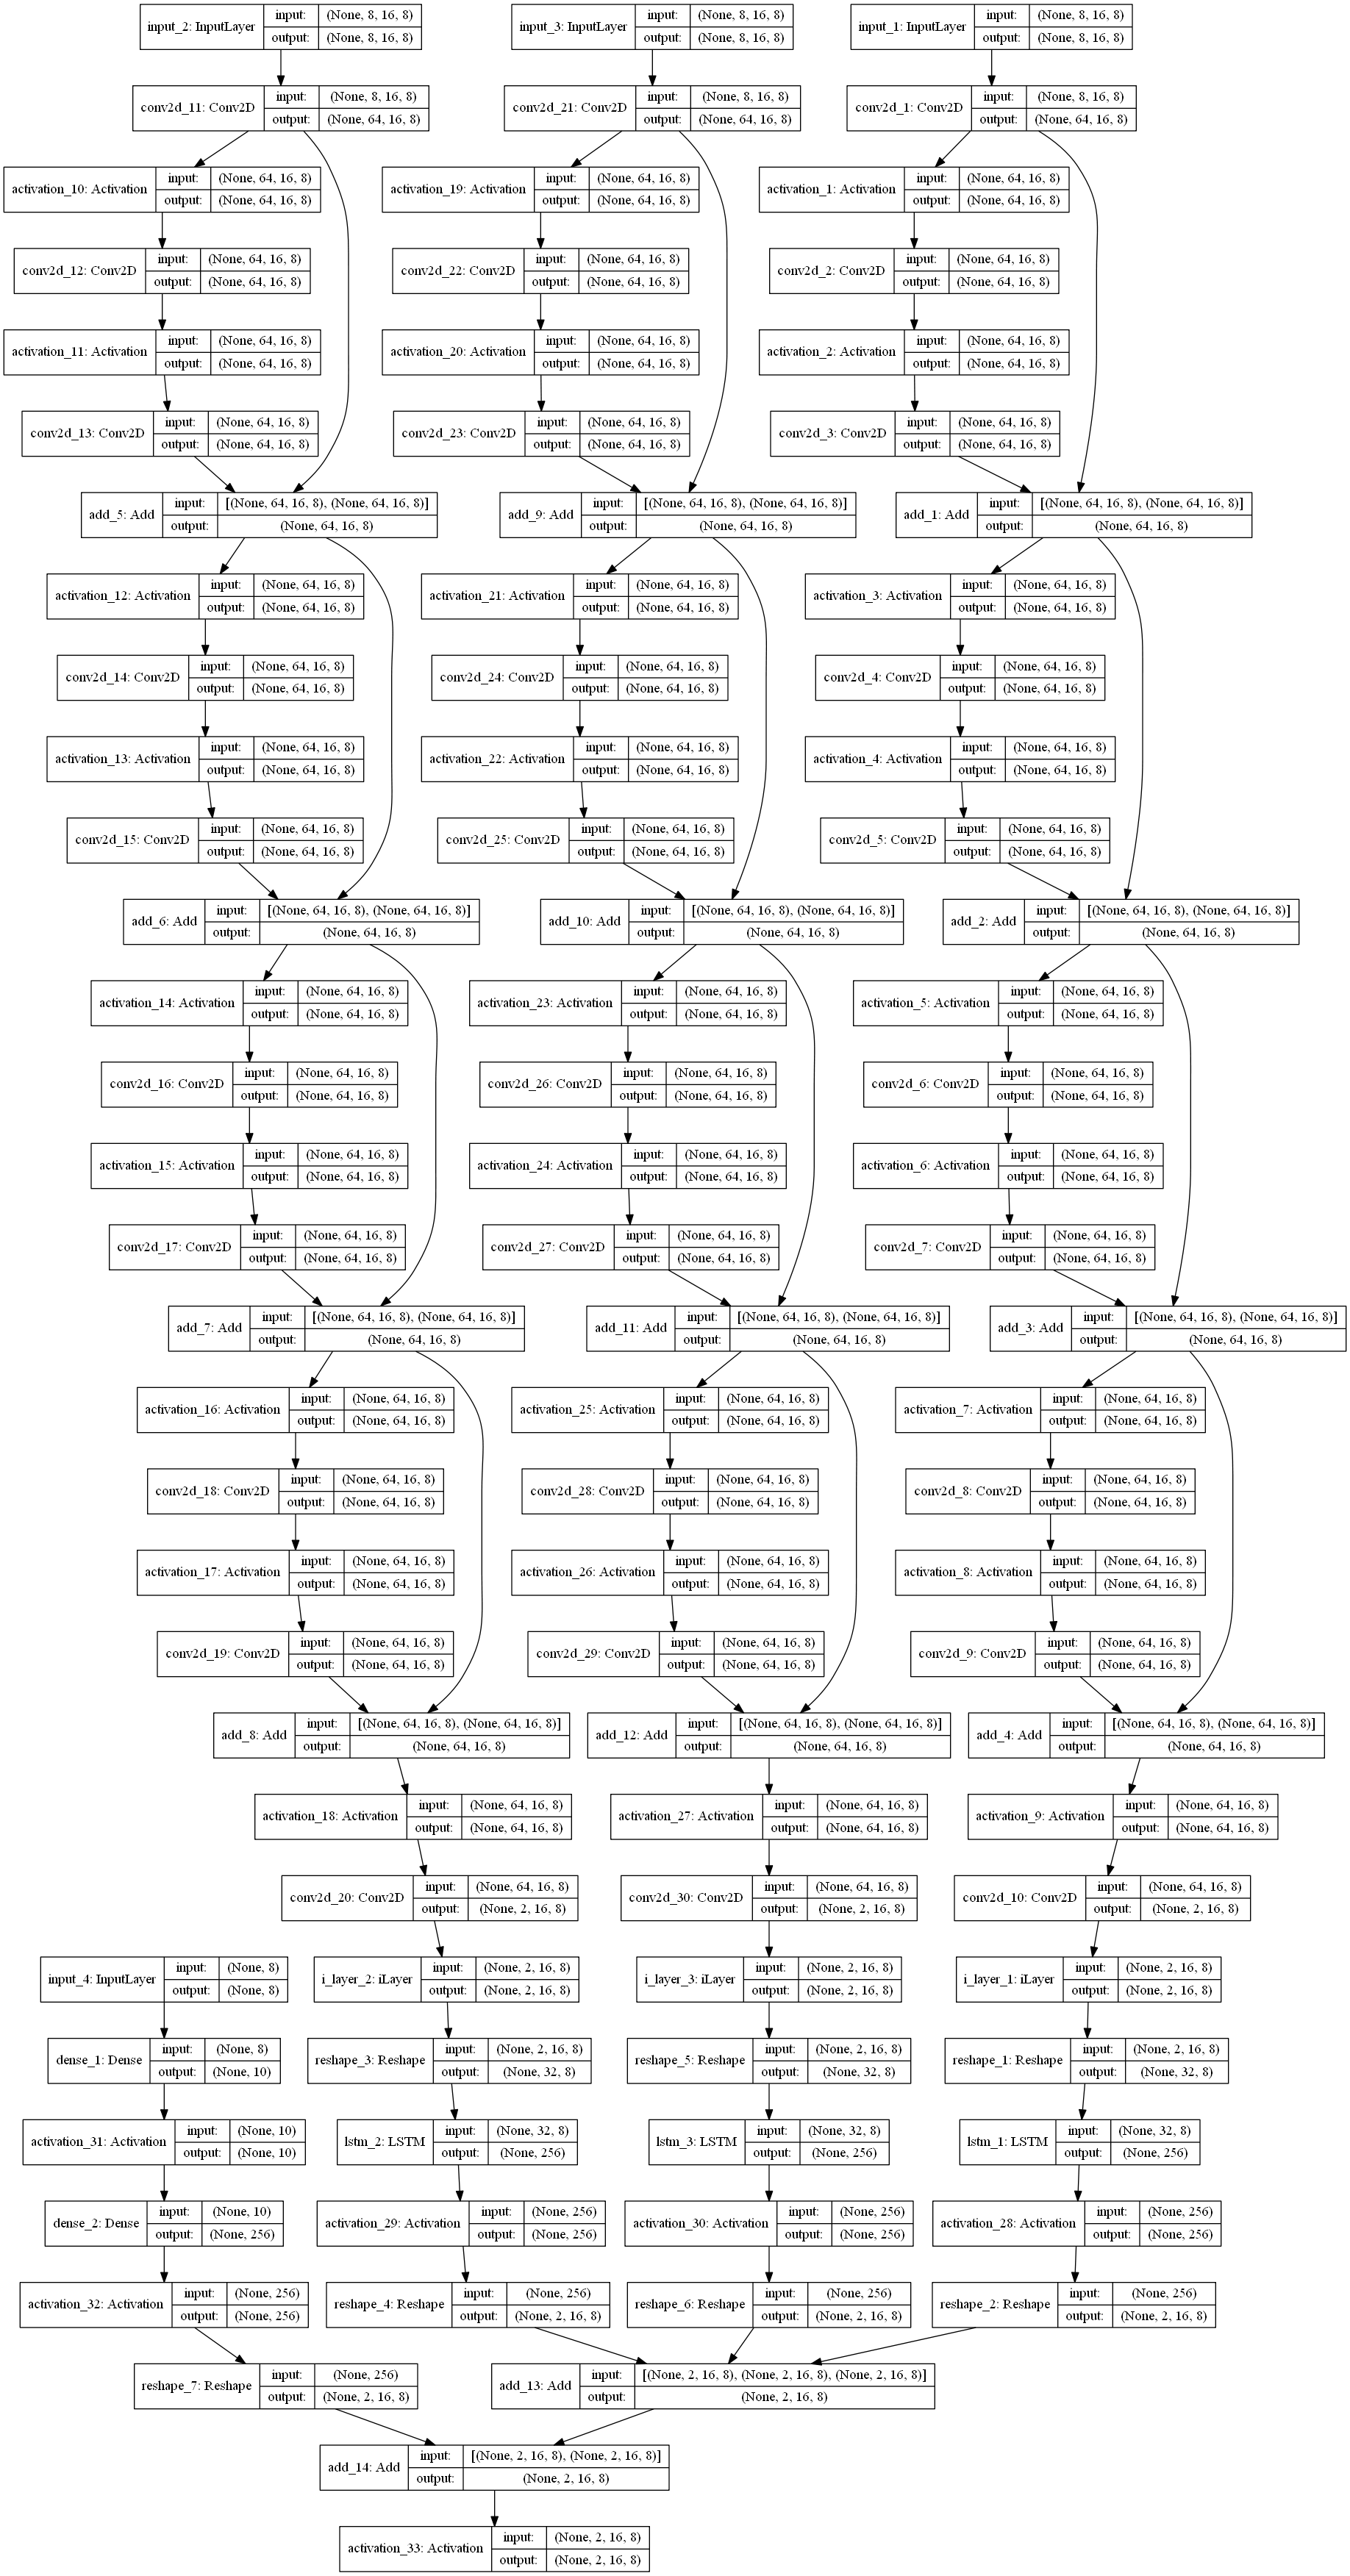 input_2: InputLayer
input: (None, 8, 16, 8)
output: (None, 8, 16, 8)
input_3: InputLayer
input: (None, 8, 16, 8)
output: (None, 8, 16, 8)
input_1: InputLayer
input: (None, 8, 16, 8)
output: (None, 8, 16, 8)
conv2d_11: Conv2D
input: (None, 8, 16, 8)
output: (None, 64, 16, 8)
conv2d_21: Conv2D
input: (None, 8, 16, 8)
output: (None, 64, 16, 8)
conv2d_1: Conv2D
input: (None, 8, 16, 8)
output: (None, 64, 16, 8)
activation_10: Activation
input: (None, 64, 16, 8)
output: (None, 64, 16, 8)
activation_19: Activation
input: (None, 64, 16, 8)
output: (None, 64, 16, 8)
activation_1: Activation
input: (None, 64, 16, 8)
output: (None, 64, 16, 8)
conv2d_12: Conv2D
input: (None, 64, 16, 8)
output: (None, 64, 16, 8)
conv2d_22: Conv2D
input: (None, 64, 16, 8)
output: (None, 64, 16, 8)
conv2d_2: Conv2D
input: (None, 64, 16, 8)
output: (None, 64, 16, 8)
activation_11: Activation
input: (None, 64, 16, 8)
output: (None, 64, 16, 8)
activation_20: Activation
input: (None, 64, 16, 8)
output: (None, 64, 16, 8)
activation_2: Activation
input: (None, 64, 16, 8)
output: (None, 64, 16, 8)
conv2d_13: Conv2D
input: (None, 64, 16, 8)
output: (None, 64, 16, 8)
conv2d_23: Conv2D
input: (None, 64, 16, 8)
output: (None, 64, 16, 8)
conv2d_3: Conv2D
input: (None, 64, 16, 8)
output: (None, 64, 16, 8)
add_5: Add
input: [(None, 64, 16, 8), (None, 64, 16, 8)]
output: (None, 64, 16, 8)
add_9: Add
input: [(None, 64, 16, 8), (None, 64, 16, 8)]
output: (None, 64, 16, 8)
add_1: Add
input: [(None, 64, 16, 8), (None, 64, 16, 8)]
output: (None, 64, 16, 8)
activation_12: Activation
input: (None, 64, 16, 8)
output: (None, 64, 16, 8)
activation_21: Activation
input: (None, 64, 16, 8)
output: (None, 64, 16, 8)
activation_3: Activation
input: (None, 64, 16, 8)
output: (None, 64, 16, 8)
conv2d_14: Conv2D
input: (None, 64, 16, 8)
output: (None, 64, 16, 8)
conv2d_24: Conv2D
input: (None, 64, 16, 8)
output: (None, 64, 16, 8)
conv2d_4: Conv2D
input: (None, 64, 16, 8)
output: (None, 64, 16, 8)
activation_13: Activation
input: (None, 64, 16, 8)
output: (None, 64, 16, 8)
activation_22: Activation
input: (None, 64, 16, 8)
output: (None, 64, 16, 8)
activation_4: Activation
input: (None, 64, 16, 8)
output: (None, 64, 16, 8)
conv2d_15: Conv2D
input: (None, 64, 16, 8)
output: (None, 64, 16, 8)
conv2d_25: Conv2D
input: (None, 64, 16, 8)
output: (None, 64, 16, 8)
conv2d_5: Conv2D
input: (None, 64, 16, 8)
output: (None, 64, 16, 8)
add_6: Add
input: [(None, 64, 16, 8), (None, 64, 16, 8)]
output: (None, 64, 16, 8)
add_10: Add
input: [(None, 64, 16, 8), (None, 64, 16, 8)]
output: (None, 64, 16, 8)
add_2: Add
input: [(None, 64, 16, 8), (None, 64, 16, 8)]
output: (None, 64, 16, 8)
activation_14: Activation
input: (None, 64, 16, 8)
output: (None, 64, 16, 8)
activation_23: Activation
input: (None, 64, 16, 8)
output: (None, 64, 16, 8)
activation_5: Activation
input: (None, 64, 16, 8)
output: (None, 64, 16, 8)
conv2d_16: Conv2D
input: (None, 64, 16, 8)
output: (None, 64, 16, 8)
conv2d_26: Conv2D
input: (None, 64, 16, 8)
output: (None, 64, 16, 8)
conv2d_6: Conv2D
input: (None, 64, 16, 8)
output: (None, 64, 16, 8)
activation_15: Activation
input: (None, 64, 16, 8)
output: (None, 64, 16, 8)
activation_24: Activation
input: (None, 64, 16, 8)
output: (None, 64, 16, 8)
activation_6: Activation
input: (None, 64, 16, 8)
output: (None, 64, 16, 8)
conv2d_17: Conv2D
input: (None, 64, 16, 8)
output: (None, 64, 16, 8)
conv2d_27: Conv2D
input: (None, 64, 16, 8)
output: (None, 64, 16, 8)
conv2d_7: Conv2D
input: (None, 64, 16, 8)
output: (None, 64, 16, 8)
add_7: Add
input: [(None, 64, 16, 8), (None, 64, 16, 8)]
output: (None, 64, 16, 8)
add_11: Add
input: [(None, 64, 16, 8), (None, 64, 16, 8)]
output: (None, 64, 16, 8)
add_3: Add
input: [(None, 64, 16, 8), (None, 64, 16, 8)]
output: (None, 64, 16, 8)
activation_16: Activation
input: (None, 64, 16, 8)
output: (None, 64, 16, 8)
activation_25: Activation
input: (None, 64, 16, 8)
output: (None, 64, 16, 8)
activation_7: Activation
input: (None, 64, 16, 8)
output: (None, 64, 16, 8)
conv2d_18: Conv2D
input: (None, 64, 16, 8)
output: (None, 64, 16, 8)
conv2d_28: Conv2D
input: (None, 64, 16, 8)
output: (None, 64, 16, 8)
conv2d_8: Conv2D
input: (None, 64, 16, 8)
output: (None, 64, 16, 8)
activation_17: Activation
input: (None, 64, 16, 8)
output: (None, 64, 16, 8)
activation_26: Activation
input: (None, 64, 16, 8)
output: (None, 64, 16, 8)
activation_8: Activation
input: (None, 64, 16, 8)
output: (None, 64, 16, 8)
conv2d_19: Conv2D
input: (None, 64, 16, 8)
output: (None, 64, 16, 8)
conv2d_29: Conv2D
input: (None, 64, 16, 8)
output: (None, 64, 16, 8)
conv2d_9: Conv2D
input: (None, 64, 16, 8)
output: (None, 64, 16, 8)
add_8: Add
input: [(None, 64, 16, 8), (None, 64, 16, 8)]
output: (None, 64, 16, 8)
add_12: Add
input: [(None, 64, 16, 8), (None, 64, 16, 8)]
output: (None, 64, 16, 8)
add_4: Add
input: [(None, 64, 16, 8), (None, 64, 16, 8)]
output: (None, 64, 16, 8)
activation_18: Activation
input: (None, 64, 16, 8)
output: (None, 64, 16, 8)
activation_27: Activation
input: (None, 64, 16, 8)
output: (None, 64, 16, 8)
activation_9: Activation
input: (None, 64, 16, 8)
output: (None, 64, 16, 8)
conv2d_20: Conv2D
input: (None, 64, 16, 8)
output: (None, 2, 16, 8)
conv2d_30: Conv2D
input: (None, 64, 16, 8)
output: (None, 2, 16, 8)
conv2d_10: Conv2D
input: (None, 64, 16, 8)
output: (None, 2, 16, 8)
input_4: InputLayer
input: (None, 8)
output: (None, 8)
i_layer_2: iLayer
input: (None, 2, 16, 8)
output: (None, 2, 16, 8)
i_layer_3: iLayer
input: (None, 2, 16, 8)
output: (None, 2, 16, 8)
i_layer_1: iLayer
input: (None, 2, 16, 8)
output: (None, 2, 16, 8)
dense_1: Dense
input: (None, 8)
output: (None, 10)
reshape_3: Reshape
input: (None, 2, 16, 8)
output: (None, 32, 8)
reshape_5: Reshape
input: (None, 2, 16, 8)
output: (None, 32, 8)
reshape_1: Reshape
input: (None, 2, 16, 8)
output: (None, 32, 8)
activation_31: Activation
input: (None, 10)
output: (None, 10)
lstm_2: LSTM
input: (None, 32, 8)
output: (None, 256)
lstm_3: LSTM
input: (None, 32, 8)
output: (None, 256)
lstm_1: LSTM
input: (None, 32, 8)
output: (None, 256)
dense_2: Dense
input: (None, 10)
output: (None, 256)
activation_29: Activation
input: (None, 256)
output: (None, 256)
activation_30: Activation
input: (None, 256)
output: (None, 256)
activation_28: Activation
input: (None, 256)
output: (None, 256)
activation_32: Activation
input: (None, 256)
output: (None, 256)
reshape_4: Reshape
input: (None, 256)
output: (None, 2, 16, 8)
reshape_6: Reshape
input: (None, 256)
output: (None, 2, 16, 8)
reshape_2: Reshape
input: (None, 256)
output: (None, 2, 16, 8)
reshape_7: Reshape
input: (None, 256)
output: (None, 2, 16, 8)
add_13: Add
input: [(None, 2, 16, 8), (None, 2, 16, 8), (None, 2, 16, 8)]
output: (None, 2, 16, 8)
add_14: Add
input: [(None, 2, 16, 8), (None, 2, 16, 8)]
output: (None, 2, 16, 8)
activation_33: Activation
input: (None, 2, 16, 8)
output: (None, 2, 16, 8)